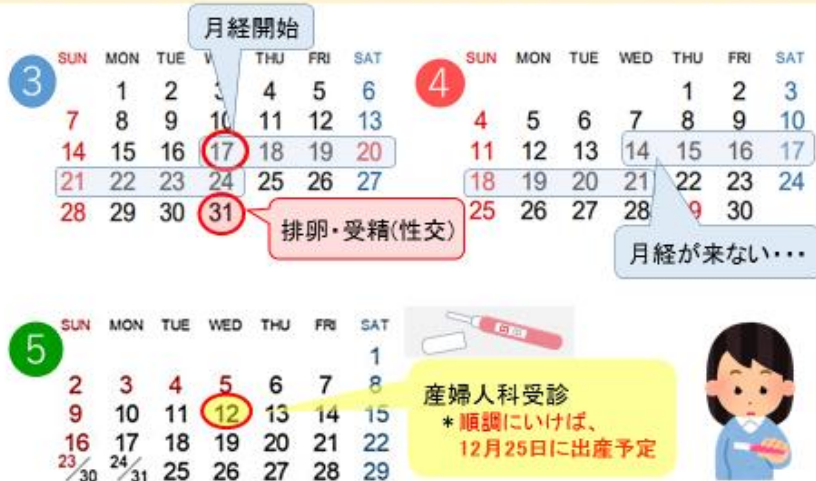 月経開始
3
SUN MON TUE W THU FRI SAT
1 2 3 4 5 6
7 8 9 10 11 12 13
14 15 16 17 18 19 20
21 22 23 24 25 26 27
28 29 30 31
排卵・受精(性交)
4
SUN MON TUE WED THU FRI SAT
1 2 3
4 5 6 7 8 9 10
11 12 13 14 15 16 17
18 19 20 21 22 23 24
25 26 27 28 9 30
月経が来ない・・・
5
SUN MON TUE WED THU FRI SAT
1
2 3 4 5 6 7 8
9 10 11 12 13 14 15
16 17 18 19 20 21 22
23/30 24/31 25 26 27 28 29
産婦人科受診
*順調にいけば、
12月25日に出産予定